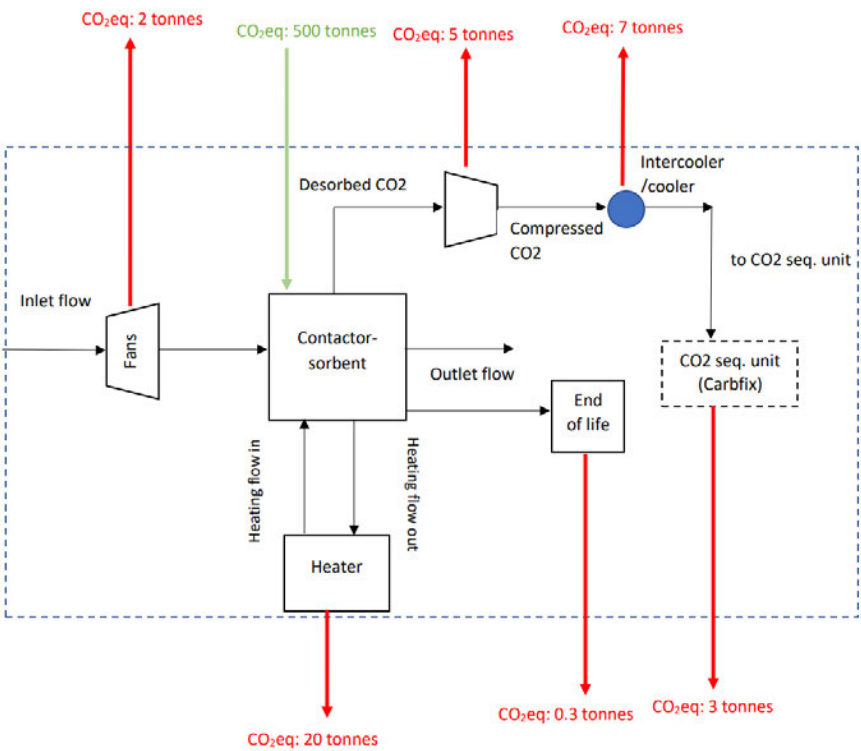 CO₂eq: 2 tonnes
CO₂eq: 500 tonnes
CO₂eq: 5 tonnes
CO₂eq: 7 tonnes
Intercooler
/cooler
Desorbed CO2
Compressed
CO2
to CO2 seq. unit
Inlet flow
Fans
Contactor-
sorbent
Outlet flow
CO2 seq. unit
(Carbfix)
End
of life
Heating flow in
Heating flow out
Heater
CO₂eq: 20 tonnes
CO₂eq: 0.3 tonnes
CO₂eq: 3 tonnes